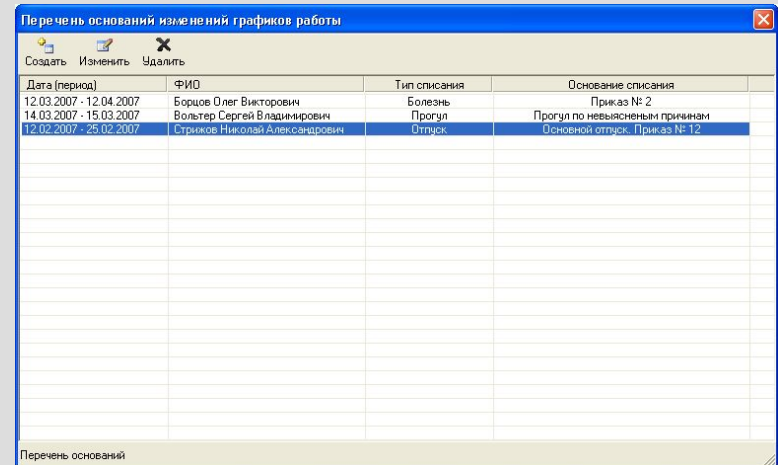 Перечень оснований изменений графиков работы
Создать Изменить Удалить
Дата (период) ФИО Тип списания Основание списания
12.03.2007 - 12.04.2007 Борцов Олег Викторович Болезнь Приказ № 2
14.03.2007 - 15.03.2007 Вольтер Сергей Владимирович Прогул Прогул по невыясненым причинам
12.02.2007 - 25.02.2007 Стрижов Николай Александрович Отпуск Основной отпуск. Приказ № 12
Перечень оснований